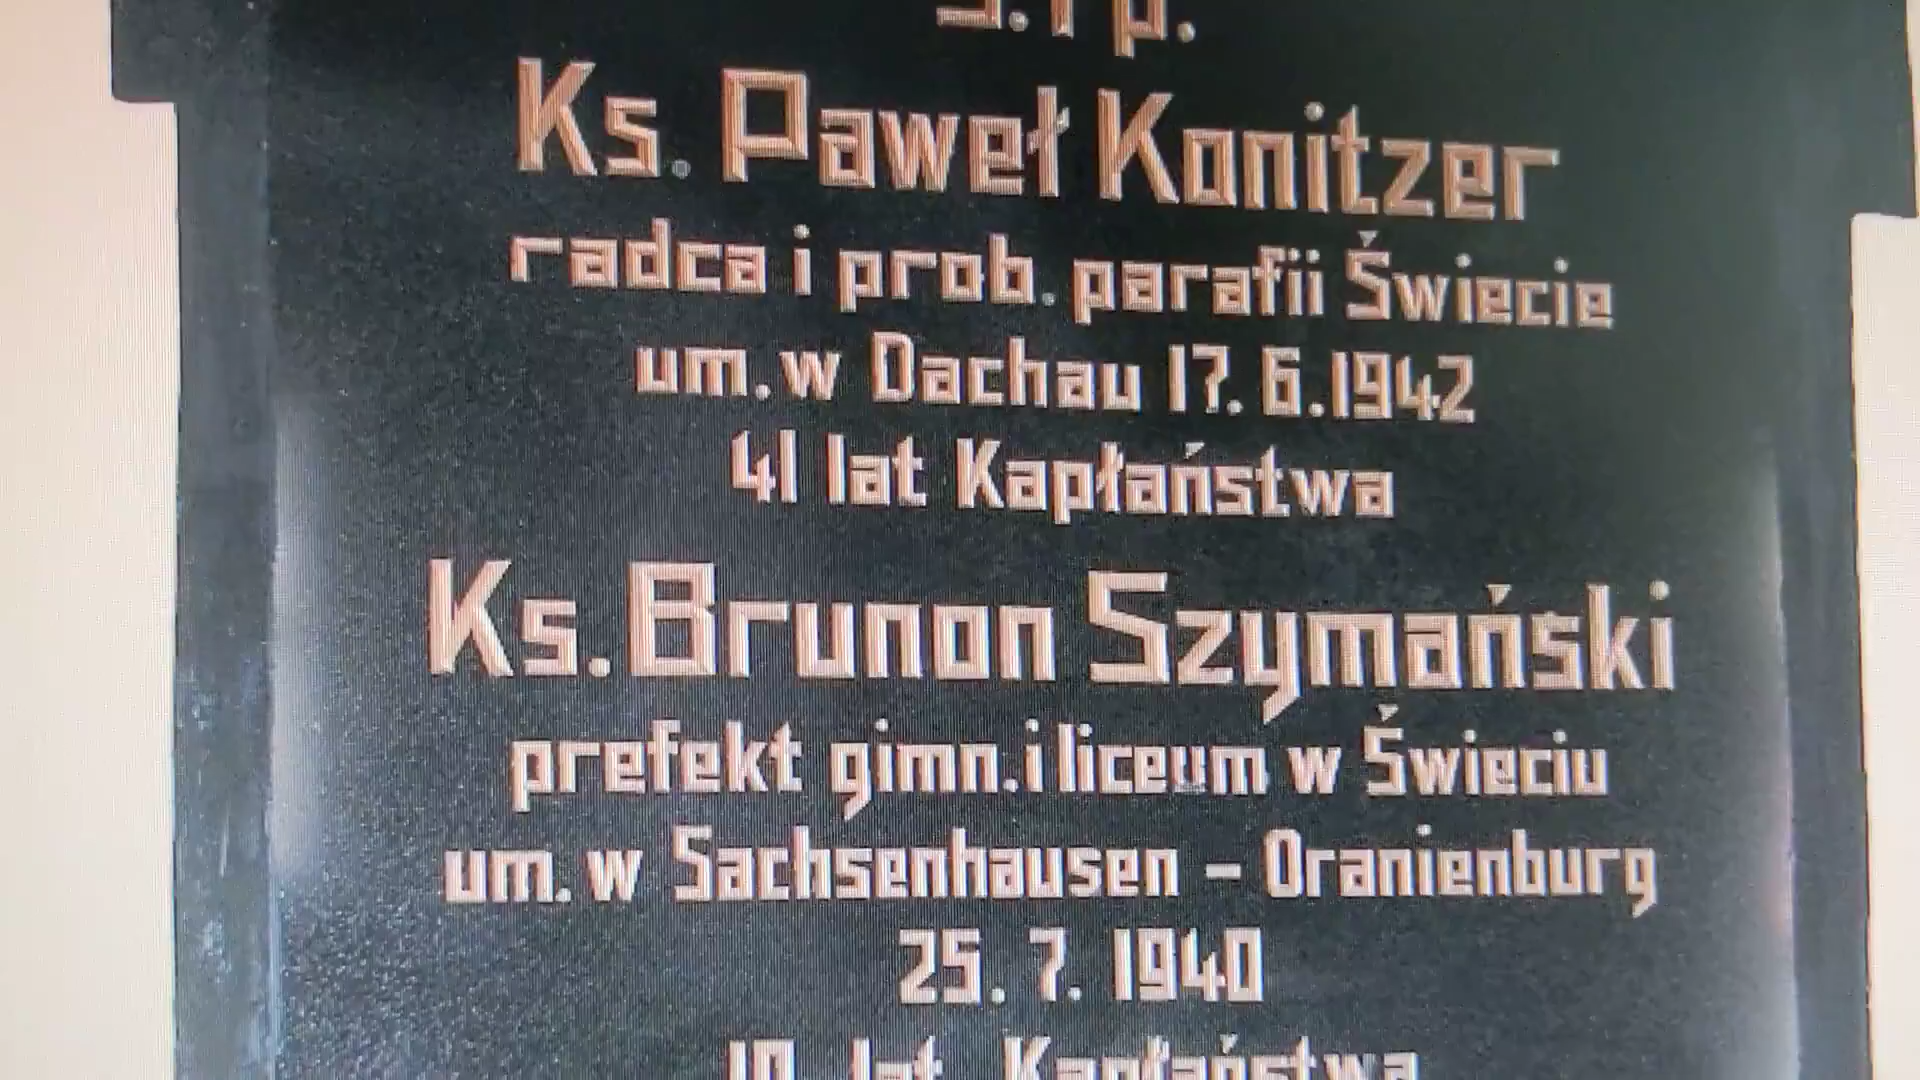 Ś. † p.
Ks. Paweł Konitzer
radca i prob. parafii Świecie
um. w Dachau 17. 6. 1942
41 lat Kapłaństwa
Ks. Brunon Szymański
prefekt gimn. i liceum w Świeciu
um. w Sachsenhausen – Oranienburg
25. 7. 1940
10 lat Kapłaństwa